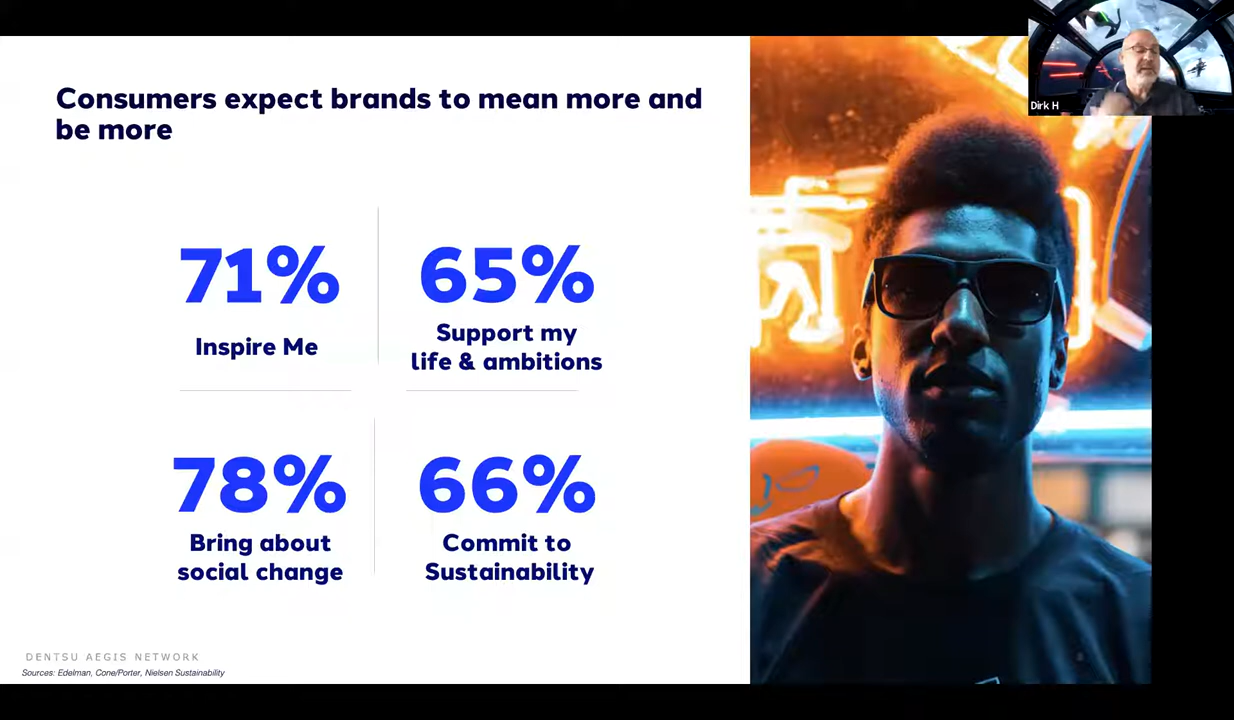 Consumers expect brands to mean more and
be more
71%
Inspire Me
65%
Support my
life & ambitions
78%
Bring about
social change
66%
Commit to
Sustainability
DENTSU AEGIS NETWORK
Sources: Edelman, Cone/Porter, Nielsen Sustainability
Dirk H